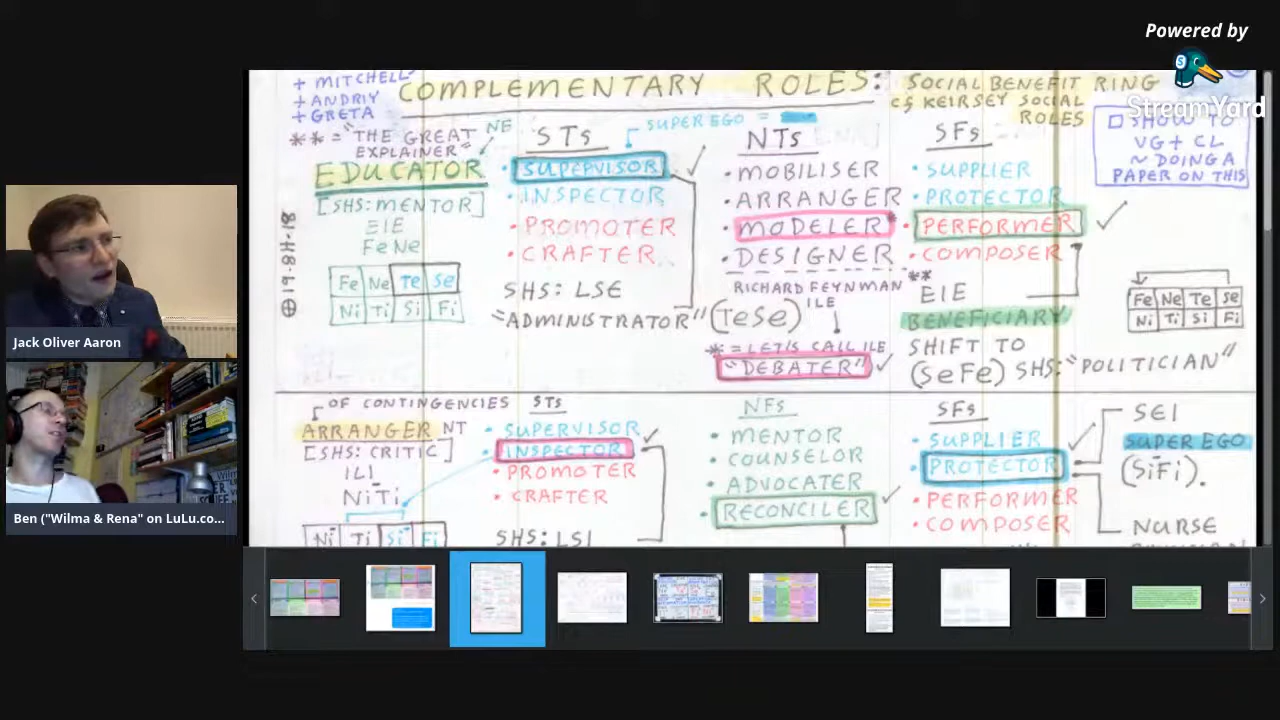 Powered by
StreamYard
+ MITCHELL
+ ANDRIY
+ GRETA
COMPLEMENTARY ROLES:
SOCIAL BENEFIT RING
cf KEIRSEY SOCIAL
ROLES
SHOW TO
VG + CL
~ DOING A
PAPER ON THIS
** = "THE GREAT
EXPLAINER"
NE
EDUCATOR
[SHS: MENTOR]
EIE
FeNe
Fe Ne Te Se
Ni Ti Si Fi
STs
SUPER EGO =
• SUPERVISOR
• INSPECTOR
• PROMOTER
• CRAFTER
SHS: LSE
"ADMINISTRATOR" (TeSe)
NTs
• MOBILISER
• ARRANGER
• MODELER *
• DESIGNER
**
RICHARD FEYNMAN
ILE
* = LET'S CALL ILE
"DEBATER"
SFs
• SUPPLIER
• PROTECTOR
• PERFORMER
• COMPOSER
EIE
BENEFICIARY
SHIFT TO
(SeFe) SHS: "POLITICIAN"
Fe Ne Te Se
Ni Ti Si Fi
OF CONTINGENCIES
ARRANGER NT
[SHS: CRITIC]
ILI
NiTi
Ni Ti Si Fi
STs
• SUPERVISOR
• INSPECTOR
• PROMOTER
• CRAFTER
SHS: LSI
NFs
• MENTOR
• COUNSELOR
• ADVOCATER
• RECONCILER
SFs
• SUPPLIER
• PROTECTOR
• PERFORMER
• COMPOSER
SEI
SUPER EGO
(SiFi).
NURSE
Jack Oliver Aaron
Ben ("Wilma & Rena" on LuLu.co...